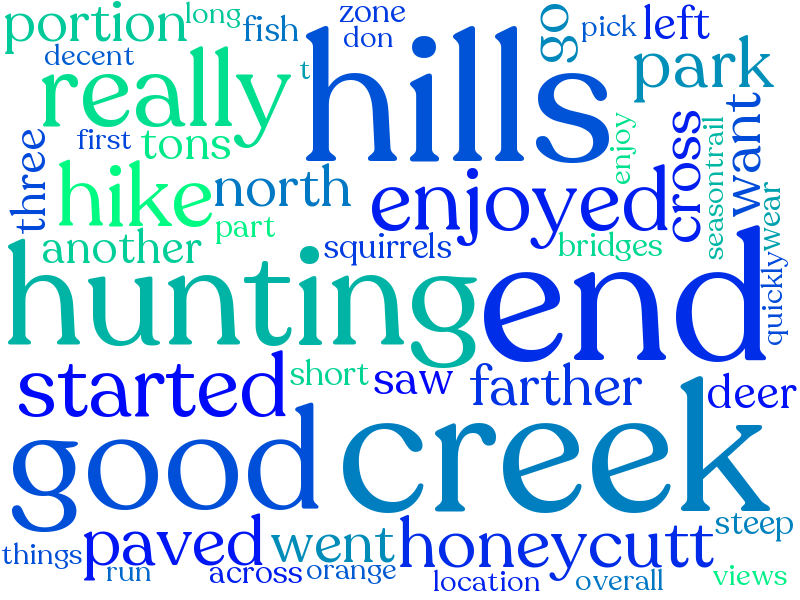 portion
long
fish
zone
don
go
pick
left
decent
really
t
hills
park
first
tons
three
hike
north
enjoyed
enjoy
cross
season
trail
want
part
another
squirrels
bridges
wear
quickly
hunting
end
started
short
saw
farther
deer
good
creek
paved
went
honeycutt
steep
things
run
across
orange
location
overall
views